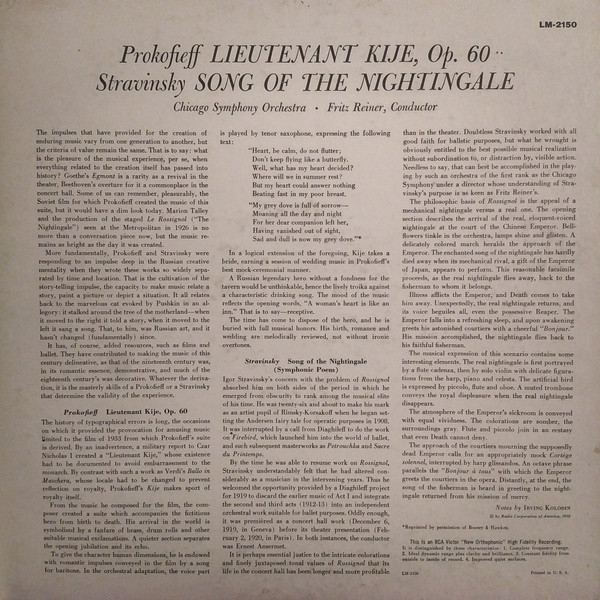 LM-2150
Prokofieff LIEUTENANT KIJE, Op. 60
Stravinsky SONG OF THE NIGHTINGALE
Chicago Symphony Orchestra • Fritz Reiner, Conductor
The impulses that have provided for the creation of
enduring music vary from one generation to another, but
the criteria of value remain the same. That is to say: what
is the pleasure of the musical experience, per se, when
everything related to the creation itself has passed into
history? Goethe's Egmont is a rarity as a revival in the
theater, Beethoven's overture for it a commonplace in the
concert hall. Some of us can remember, pleasurably, the
Soviet film for which Prokofieff created the music of this
suite, but it would have a dim look today. Marion Talley
and the production of the staged Le Rossignol ("The
Nightingale") seen at the Metropolitan in 1926 is no
more than a conversation piece now, but the music re-
mains as bright as the day it was created.
More fundamentally, Prokofieff and Stravinsky were
responding to an impulse deep in the Russian creative
mentality when they wrote these works so widely sepa-
rated by time and location. That is the cultivation of the
story-telling impulse, the capacity to make music relate a
story, paint a picture or depict a situation. It all relates
back to the marvelous cat evoked by Pushkin in an al-
legory: it stalked around the tree of the motherland—when
it moved to the right it told a story, when it moved to the
left it sang a song. That, to him, was Russian art, and it
hasn't changed (fundamentally) since.
It has, of course, added resources, such as films and
ballet. They have contributed to making the music of this
century delineative, as that of the nineteenth century was,
in its romantic essence, demonstrative, and much of the
eighteenth century's was decorative. Whatever the deriva-
tion, it is the masterly skills of a Prokofieff or a Stravinsky
that determine the validity of the experience.
Prokofieff Lieutenant Kije, Op. 60
The history of typographical errors is long, the occasions
on which it provided the provocation for amusing music
limited to the film of 1933 from which Prokofieff's suite
is derived. By an inadvertence, a military report to Czar
Nicholas I created a "Lieutenant Kije," whose existence
had to be documented to avoid embarrassment to the
monarch. By contrast with such a work as Verdi's Ballo in
Maschera, whose locale had to be changed to prevent
reflection on royalty, Prokofieff's Kije makes sport of
royalty itself.
From the music he composed for the film, the com-
poser created a suite which accompanies the fictitious
hero from birth to death. His arrival in the world is
symbolized by a fanfare of brass, drum rolls and other
suitable musical exclamations. A quieter section separates
the opening jubilation and its echo.
To give the character human dimensions, he is endowed
with romantic impulses conveyed in the film by a song
for baritone. In the orchestral adaptation, the voice part
is played by tenor saxophone, expressing the following
text:
"Heart, be calm, do not flutter;
Don't keep flying like a butterfly.
Well, what has my heart decided?
Where will we in summer rest?
But my heart could answer nothing
Beating fast in my poor breast.
"My grey dove is full of sorrow—
Moaning all the day and night
For her dear companion left her,
Having vanished out of sight,
Sad and dull is now my grey dove."*
In a logical extension of the foregoing, Kije takes a
bride, earning a session of wedding music in Prokofieff's
best mock-ceremonial manner.
A Russian legendary hero without a fondness for the
tavern would be unthinkable, hence the lively troika against
a characteristic drinking song. The mood of the music
reflects the opening words, "A woman's heart is like an
inn." That is to say—receptive.
The time has come to dispose of the hero, and he is
buried with full musical honors. His birth, romance and
wedding are melodically reviewed, not without ironic
overtones.
Stravinsky Song of the Nightingale
(Symphonic Poem)
Igor Stravinsky's concern with the problem of Rossignol
absorbed him on both sides of the period in which he
emerged from obscurity to rank among the musical elite
of his time. He was twenty-six and about to make his mark
as an artist pupil of Rimsky-Korsakoff when he began set-
ting the Andersen fairy tale for operatic purposes in 1908.
It was interrupted by a call from Diaghileff to do the work
on Firebird, which launched him into the world of ballet,
and such subsequent masterworks as Petrouchka and Sacre
du Printemps.
By the time he was able to resume work on Rossignol,
Stravinsky understandably felt that he had altered con-
siderably as a musician in the intervening years. Thus he
welcomed the opportunity provided by a Diaghileff project
for 1919 to discard the earlier music of Act I and integrate
the second and third acts (1912-13) into an independent
orchestral work suitable for ballet purposes. Oddly enough,
it was premiered as a concert hall work (December 6,
1919, in Geneva) before its theater presentation (Feb-
ruary 2, 1920, in Paris). In both instances, the conductor
was Ernest Ansermet.
It is perhaps essential justice to the intricate colorations
and finely juxtaposed tonal values of Rossignol that its
life in the concert hall has been longer and more profitable
than in the theater. Doubtless Stravinsky worked with all
good faith for balletic purposes, but what he wrought is
obviously entitled to the best possible musical realization
without subordination to, or distraction by, visible action.
Needless to say, that can best be accomplished in the play-
ing by such an orchestra of the first rank as the Chicago
Symphony under a director whose understanding of Stra-
vinsky's purpose is as keen as Fritz Reiner's.
The philosophic basis of Rossignol is the appeal of a
mechanical nightingale versus a real one. The opening
section describes the arrival of the real, eloquent-voiced
nightingale at the court of the Chinese Emperor. Bell-
flowers tinkle in the orchestra, lamps shine and glisten. A
delicately colored march heralds the approach of the
Emperor. The enchanted song of the nightingale has hardly
died away when its mechanical rival, a gift of the Emperor
of Japan, appears to perform. This reasonable facsimile
proceeds, as the real nightingale flies away, back to the
fisherman to whom it belongs.
Illness afflicts the Emperor, and Death comes to take
him away. Unexpectedly, the real nightingale returns, and
its voice beguiles all, even the possessive Reaper. The
Emperor falls into a refreshing sleep, and upon awakening
greets his astonished courtiers with a cheerful "Bonjour."
His mission accomplished, the nightingale flies back to
his faithful fisherman.
The musical expression of this scenario contains some
interesting elements. The real nightingale is first portrayed
by a flute cadenza, then by solo violin with delicate figura-
tions from the harp, piano and celesta. The artificial bird
is expressed by piccolo, flute and oboe. A muted trombone
conveys the royal displeasure when the real nightingale
disappears.
The atmosphere of the Emperor's sickroom is conveyed
with equal vividness. The colorations are somber, the
surroundings gray. Flute and piccolo join in an ecstasy
that even Death cannot deny.
The approach of the courtiers mourning the supposedly
dead Emperor calls for an appropriately mock Cortège
solennel, interrupted by harp glissandos. An octave phrase
parallels the "Bonjour à tous" with which the Emperor
greets the courtiers in the opera. Distantly, at the end, the
song of the fisherman is heard in greeting to the night-
ingale returned from his mission of mercy.
Notes by IRVING KOLODIN
© by Radio Corporation of America, 1958
*Reprinted by permission of Boosey & Hawkes.
This is an RCA Victor "New Orthophonic" High Fidelity Recording.
It is distinguished by these characteristics: 1. Complete frequency range.
2. Ideal dynamic range plus clarity and brilliance. 3. Constant fidelity from
outside to inside of record. 4. Improved quiet surfaces.
LM-2150
Printed in U. S. A.